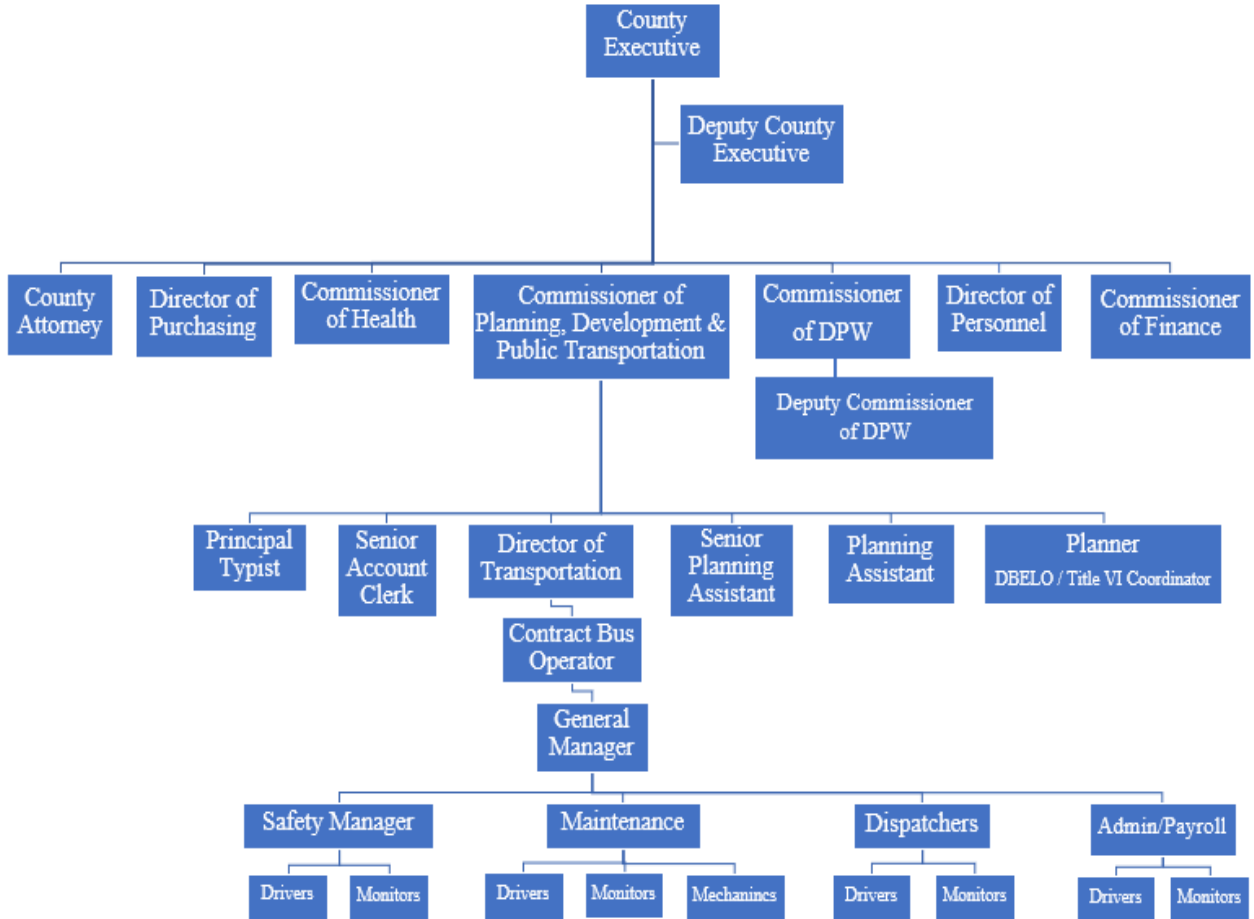 County
Executive
Deputy County
Executive
County
Attorney
Director of
Purchasing
Commissioner
of Health
Commissioner of
Planning, Development &
Public Transportation
Commissioner
of DPW
Director of
Personnel
Commissioner
of Finance
Deputy Commissioner
of DPW
Principal
Typist
Senior
Account
Clerk
Director of
Transportation
Senior
Planning
Assistant
Planning
Assistant
Planner
DBELO / Title VI Coordinator
Contract Bus
Operator
General
Manager
Safety Manager
Maintenance
Dispatchers
Admin/Payroll
Drivers
Monitors
Drivers
Monitors
Mechanincs
Drivers
Monitors
Drivers
Monitors